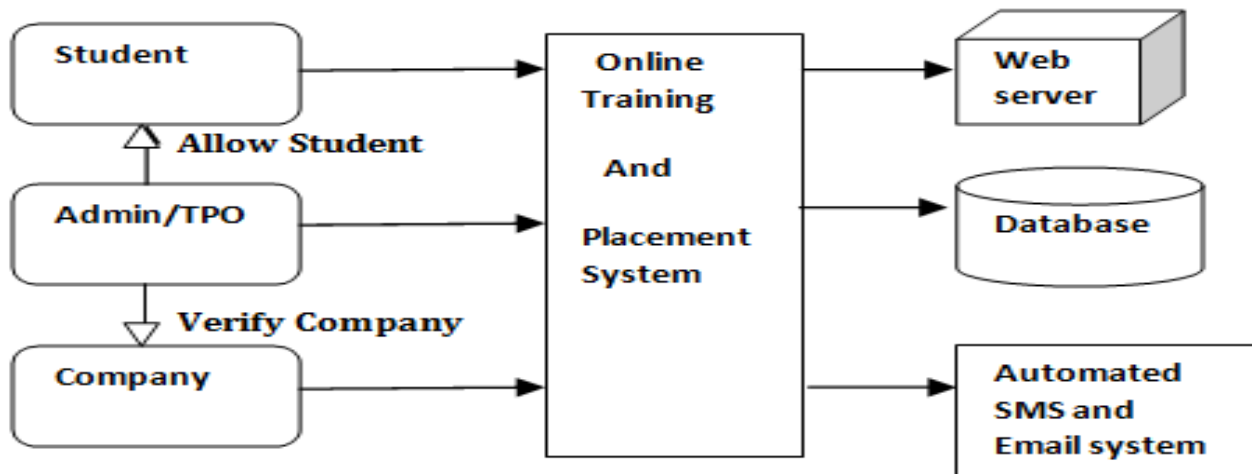 Student
Allow Student
Admin/TPO
Verify Company
Company
Online
Training
And
Placement
System
Web
server
Database
Automated
SMS and
Email system